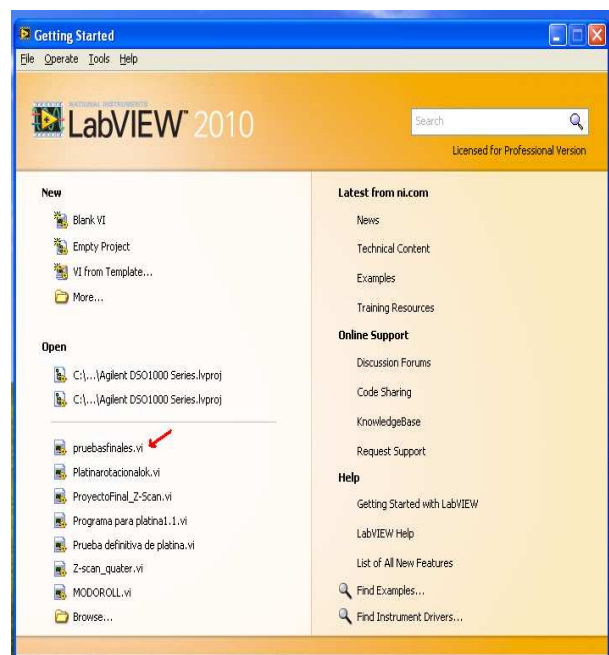 Getting Started
File Operate Tools Help
NATIONAL INSTRUMENTS
LabVIEW™ 2010
Search
Licensed for Professional Version
New
Blank VI
Empty Project
VI from Template...
More...
Open
C:\...\Agilent DSO1000 Series.lvproj
C:\...\Agilent DSO1000 Series.lvproj
pruebasfinales.vi
Platinarotacionalok.vi
ProyectoFinal_Z-Scan.vi
Programa para platina1.1.vi
Prueba definitiva de platina.vi
Z-scan_quater.vi
MODOROLL.vi
Browse...
Latest from ni.com
News
Technical Content
Examples
Training Resources
Online Support
Discussion Forums
Code Sharing
KnowledgeBase
Request Support
Help
Getting Started with LabVIEW
LabVIEW Help
List of All New Features
Find Examples...
Find Instrument Drivers...